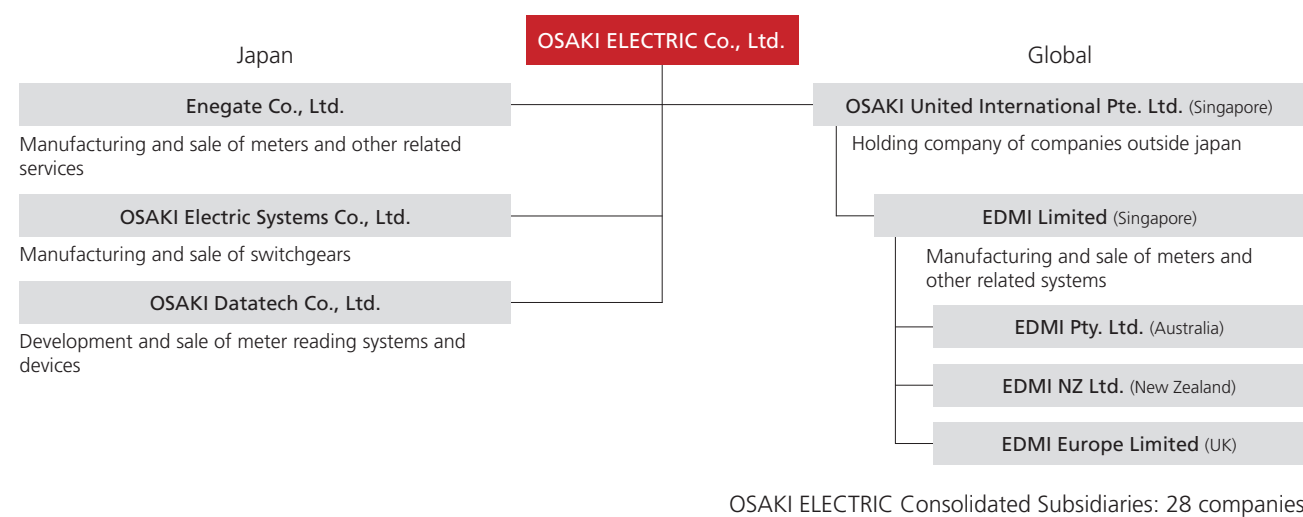 OSAKI ELECTRIC Co., Ltd.
Japan
Enegate Co., Ltd.
Manufacturing and sale of meters and other related
services
OSAKI Electric Systems Co., Ltd.
Manufacturing and sale of switchgears
OSAKI Datatech Co., Ltd.
Development and sale of meter reading systems and
devices
Global
OSAKI United International Pte. Ltd. (Singapore)
Holding company of companies outside japan
EDMI Limited (Singapore)
Manufacturing and sale of meters and
other related systems
EDMI Pty. Ltd. (Australia)
EDMI NZ Ltd. (New Zealand)
EDMI Europe Limited (UK)
OSAKI ELECTRIC Consolidated Subsidiaries: 28 companies